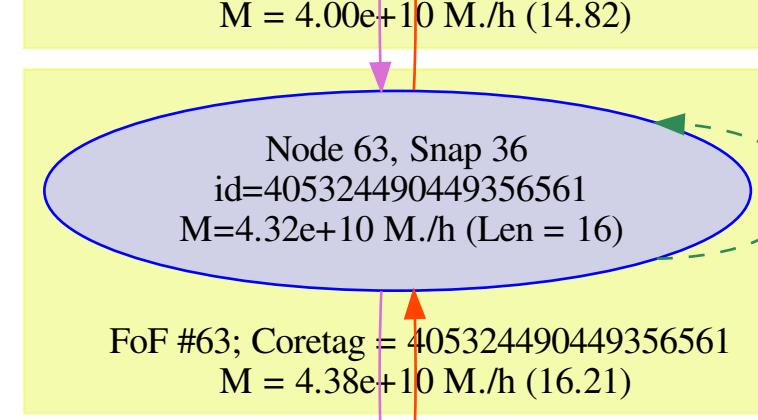 M = 4.00e+10 M./h (14.82)
Node 63, Snap 36
id=405324490449356561
M=4.32e+10 M./h (Len = 16)
FoF #63; Coretag = 405324490449356561
M = 4.38e+10 M./h (16.21)